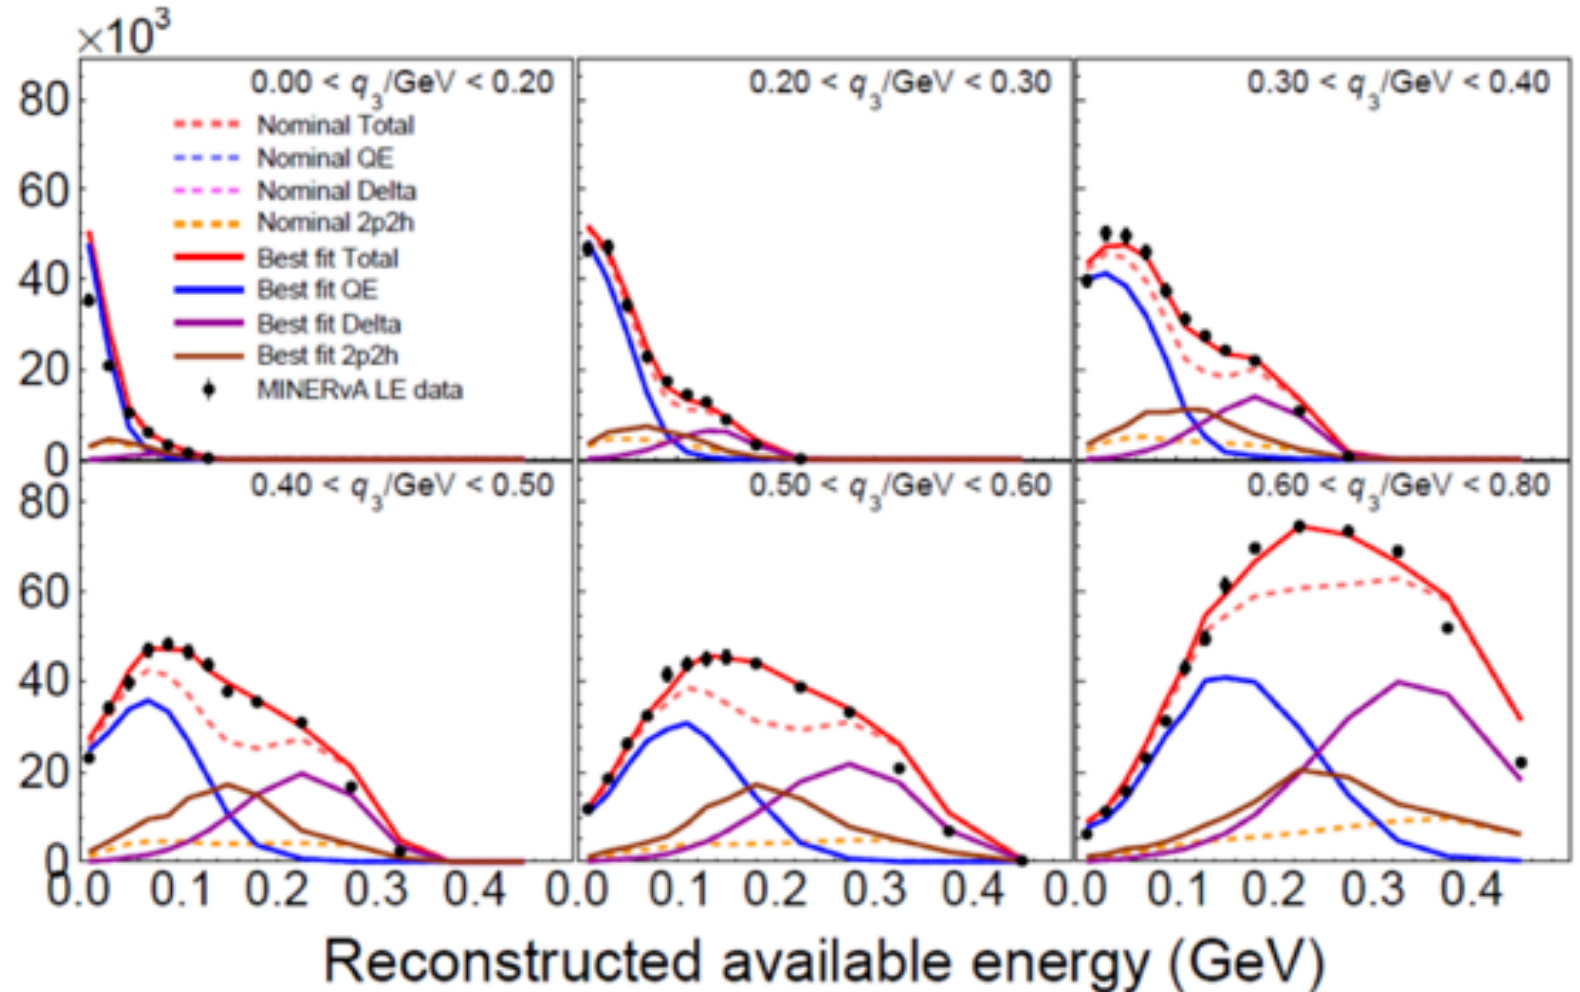 ×10³
0.00 < q₃/GeV < 0.20
0.20 < q₃/GeV < 0.30
0.30 < q₃/GeV < 0.40
80
60
40
20
0
Nominal Total
Nominal QE
Nominal Delta
Nominal 2p2h
Best fit Total
Best fit QE
Best fit Delta
Best fit 2p2h
MINERvA LE data
0.40 < q₃/GeV < 0.50
0.50 < q₃/GeV < 0.60
0.60 < q₃/GeV < 0.80
80
60
40
20
0
0.0 0.1 0.2 0.3 0.4 0.0 0.1 0.2 0.3 0.4 0.0 0.1 0.2 0.3 0.4
Reconstructed available energy (GeV)